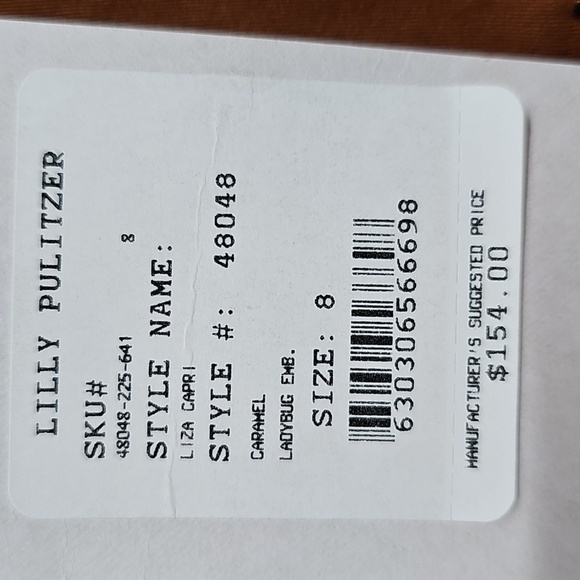 LILLY PULITZER
SKU#
48048-225-641 8
STYLE NAME:
LIZA CAPRI
STYLE #: 48048
CARAMEL
LADYBUG EMB.
SIZE: 8
630306566698
MANUFACTURER'S SUGGESTED PRICE
$154.00